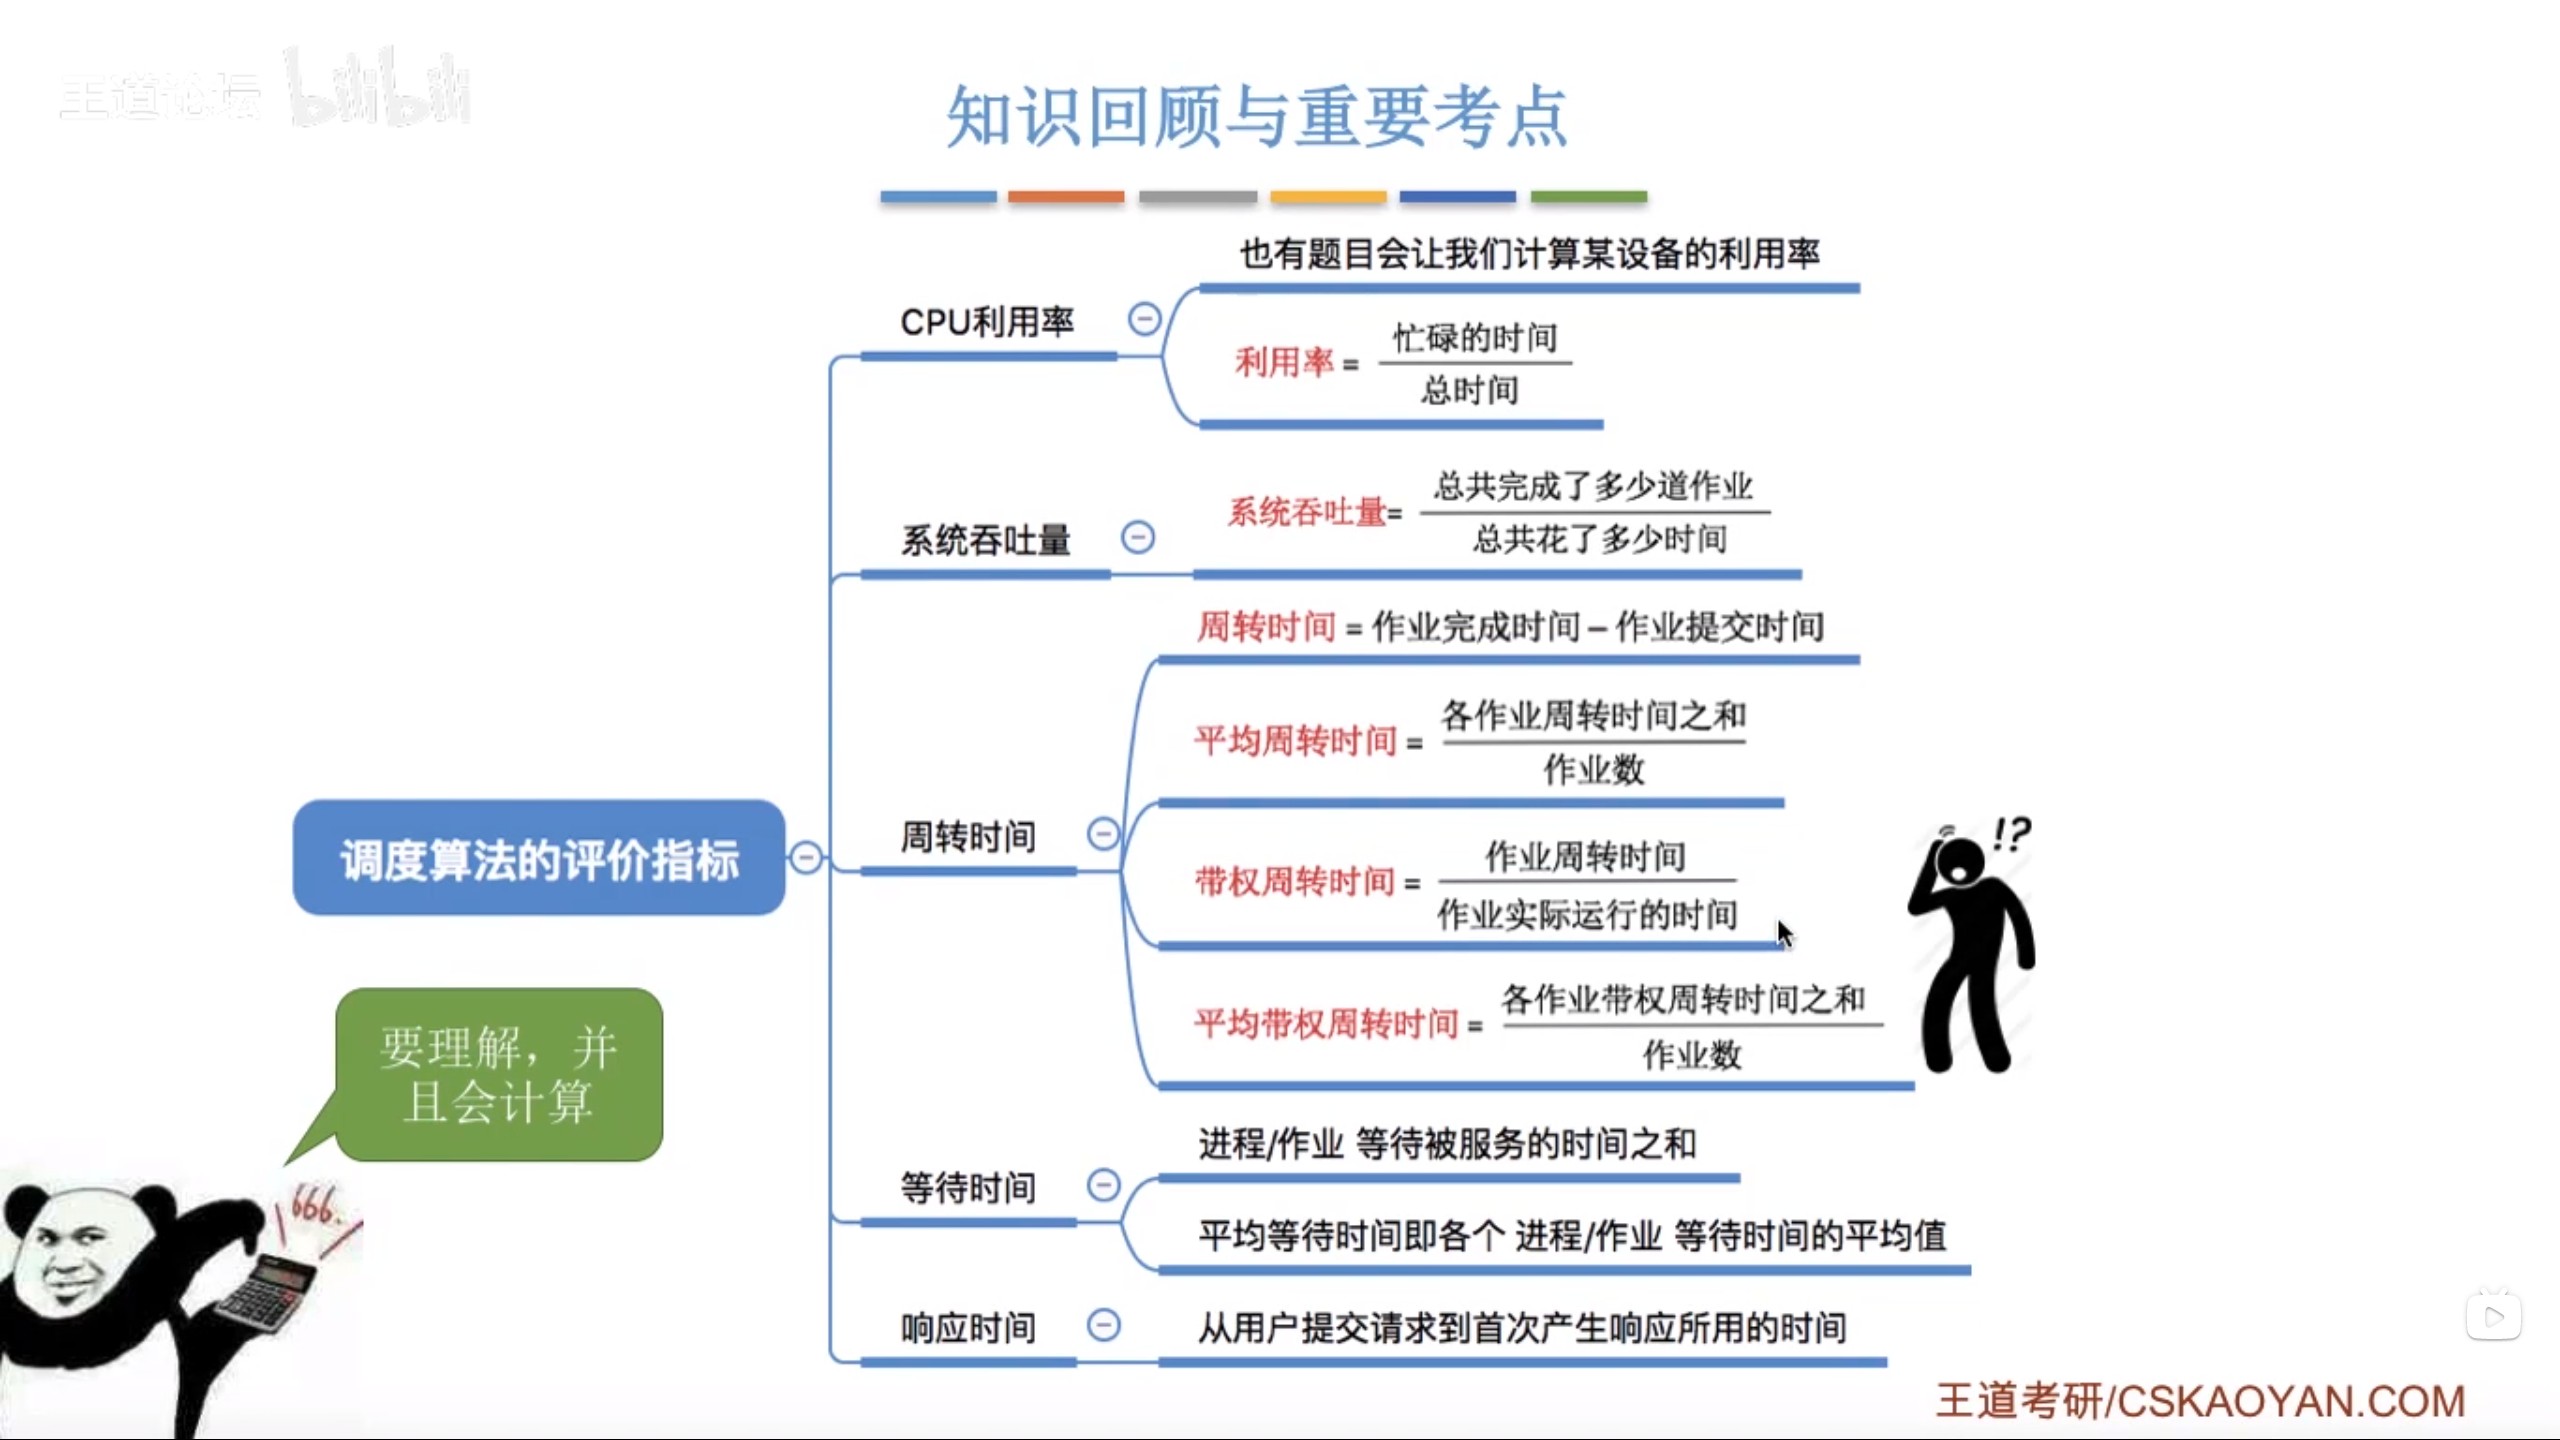 王道论坛 bilibili
知识回顾与重要考点
也有题目会让我们计算某设备的利用率
CPU利用率
利用率 = 忙碌的时间
总时间
系统吞吐量
系统吞吐量= 总共完成了多少道作业
总共花了多少时间
周转时间 = 作业完成时间 – 作业提交时间
平均周转时间 = 各作业周转时间之和
作业数
周转时间
带权周转时间 = 作业周转时间
作业实际运行的时间
平均带权周转时间 = 各作业带权周转时间之和
作业数
调度算法的评价指标
!?
要理解，并
且会计算
进程/作业 等待被服务的时间之和
等待时间
平均等待时间即各个 进程/作业 等待时间的平均值
响应时间
从用户提交请求到首次产生响应所用的时间
666.
王道考研/CSKAOYAN.COM